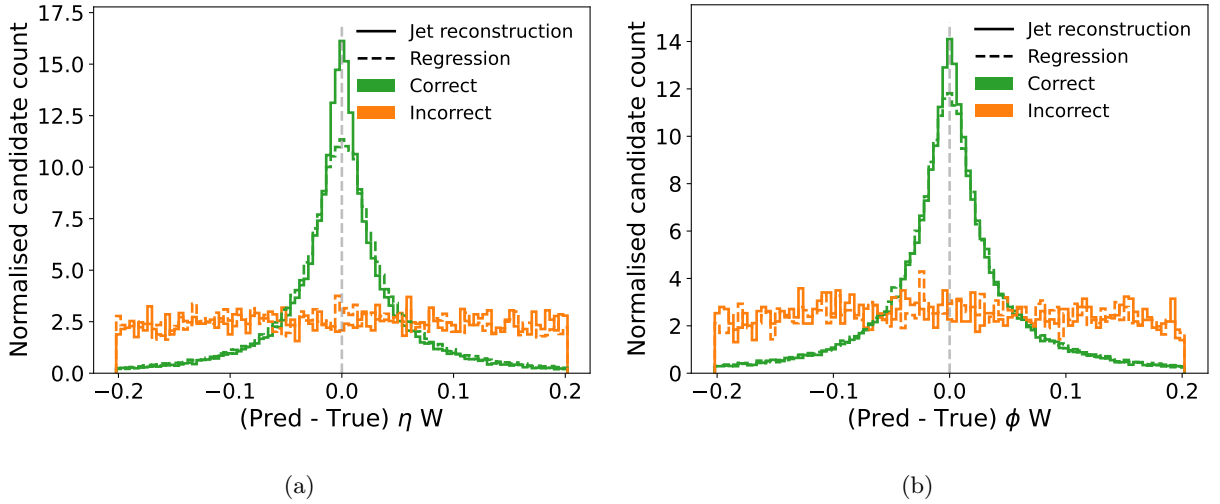 17.5
15.0
12.5
10.0
7.5
5.0
2.5
0.0
Normalised candidate count
Jet reconstruction
Regression
Correct
Incorrect
−0.2
−0.1
0.0
0.1
0.2
(Pred - True) η W
(a)
14
12
10
8
6
4
2
0
Normalised candidate count
Jet reconstruction
Regression
Correct
Incorrect
−0.2
−0.1
0.0
0.1
0.2
(Pred - True) ϕ W
(b)